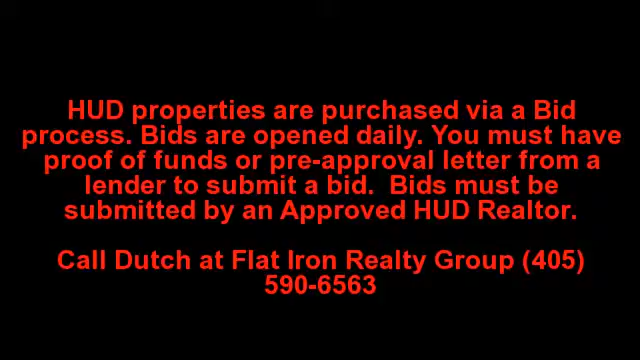 HUD properties are purchased via a Bid
process. Bids are opened daily. You must have
proof of funds or pre-approval letter from a
lender to submit a bid.  Bids must be
submitted by an Approved HUD Realtor.
Call Dutch at Flat Iron Realty Group (405)
590-6563